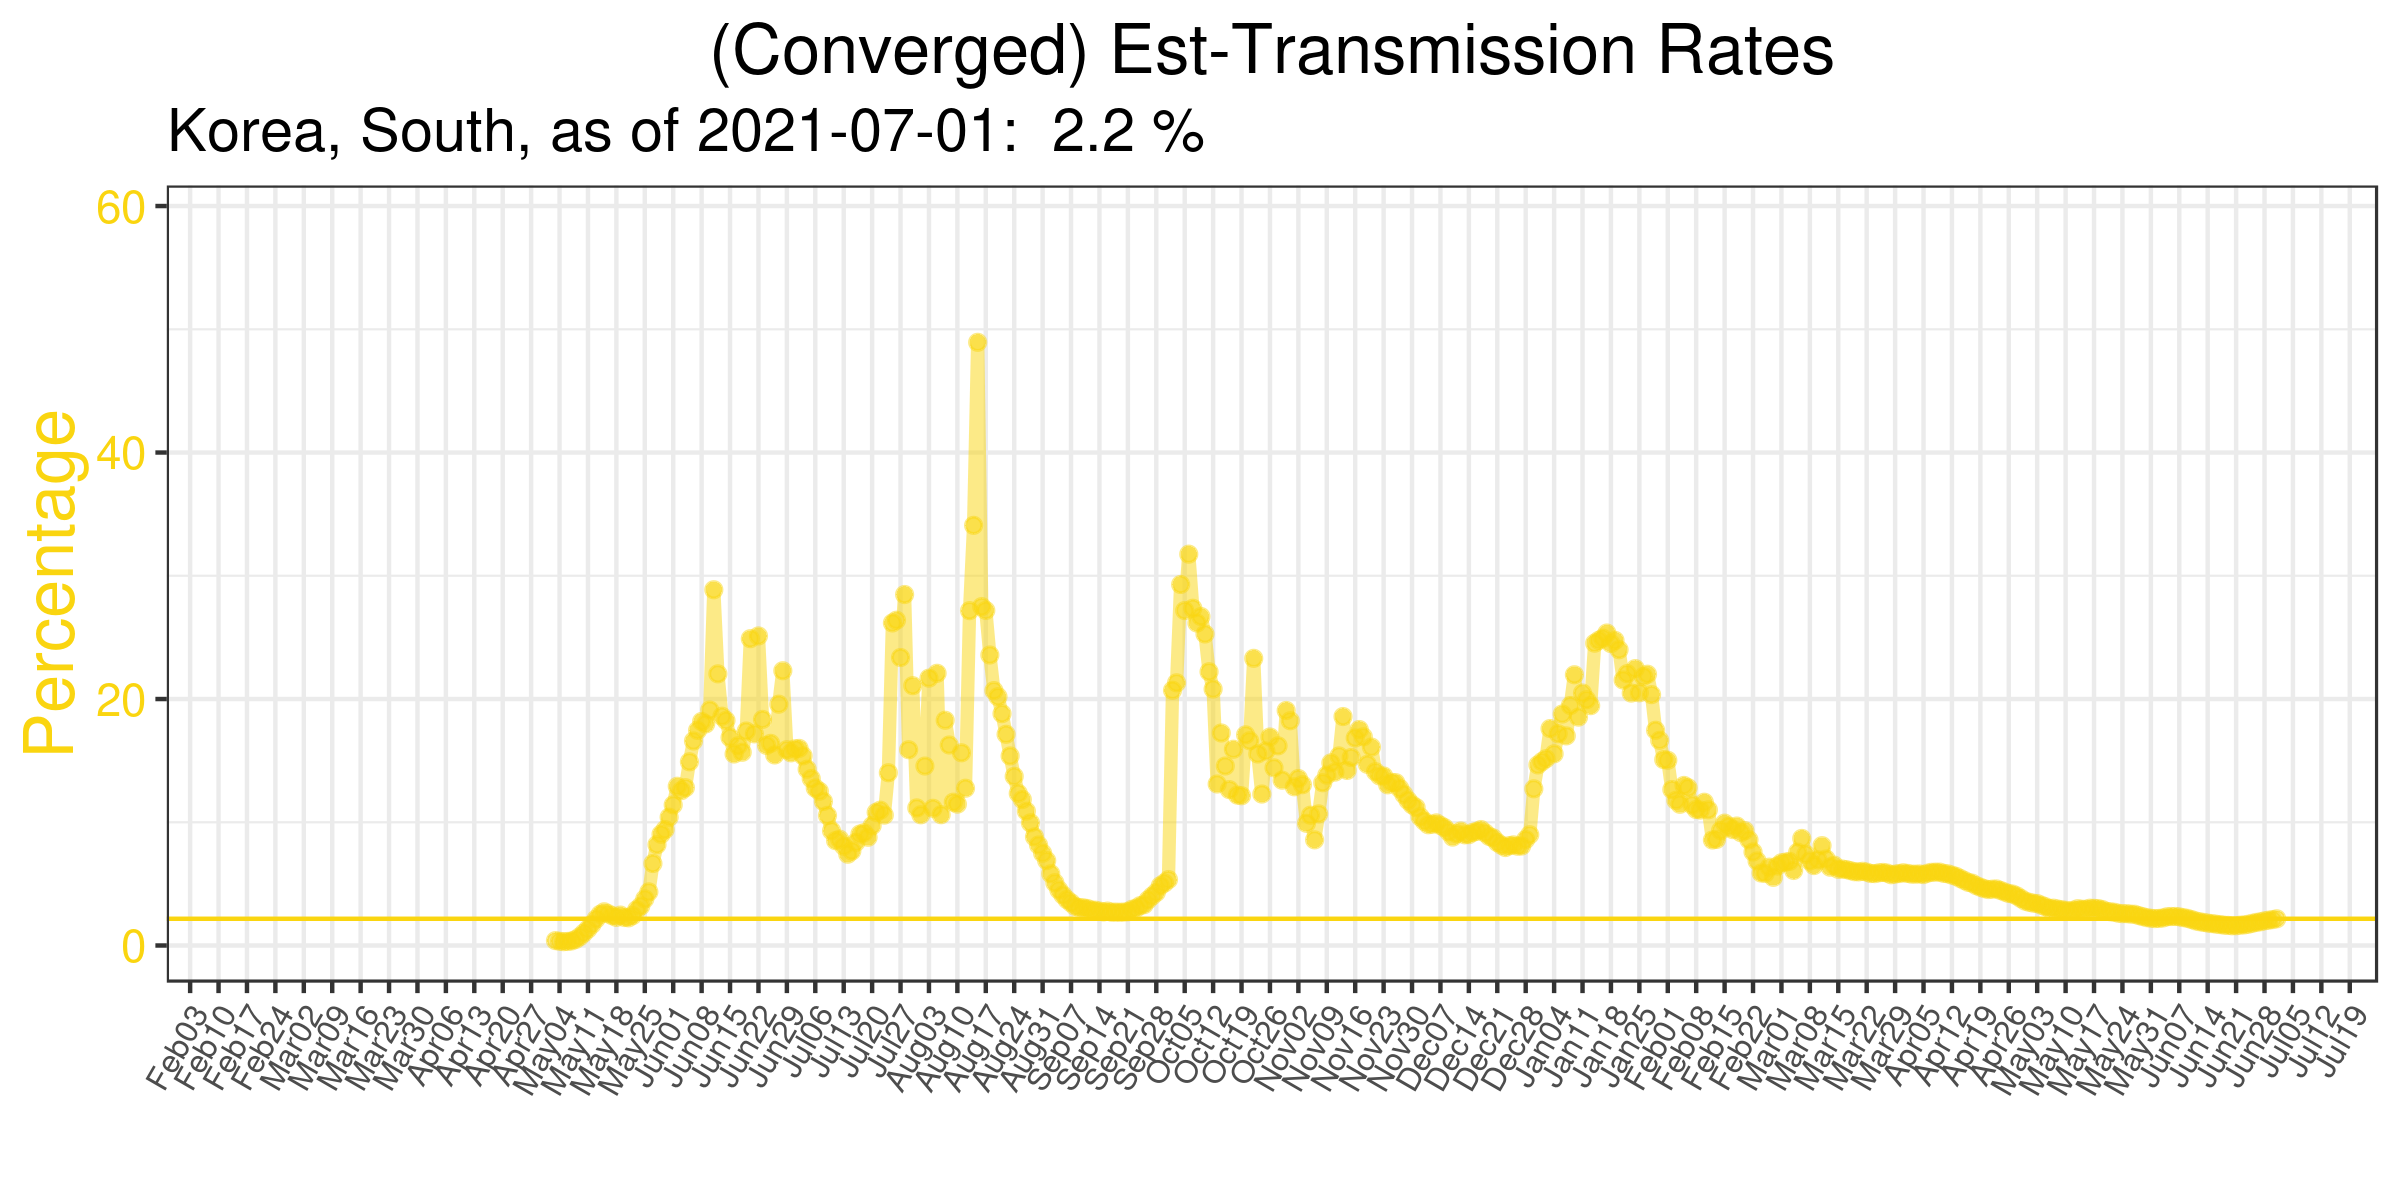 (Converged) Est-Transmission Rates
Korea, South, as of 2021-07-01:  2.2 %
Percentage
60
40
20
0
Feb03
Feb10
Feb17
Feb24
Mar02
Mar09
Mar16
Mar23
Mar30
Apr06
Apr13
Apr20
Apr27
May04
May11
May18
May25
Jun01
Jun08
Jun15
Jun22
Jun29
Jul06
Jul13
Jul20
Jul27
Aug03
Aug10
Aug17
Aug24
Aug31
Sep07
Sep14
Sep21
Sep28
Oct05
Oct12
Oct19
Oct26
Nov02
Nov09
Nov16
Nov23
Nov30
Dec07
Dec14
Dec21
Dec28
Jan04
Jan11
Jan18
Jan25
Feb01
Feb08
Feb15
Feb22
Mar01
Mar08
Mar15
Mar22
Mar29
Apr05
Apr12
Apr19
Apr26
May03
May10
May17
May24
May31
Jun07
Jun14
Jun21
Jun28
Jul05
Jul12
Jul19